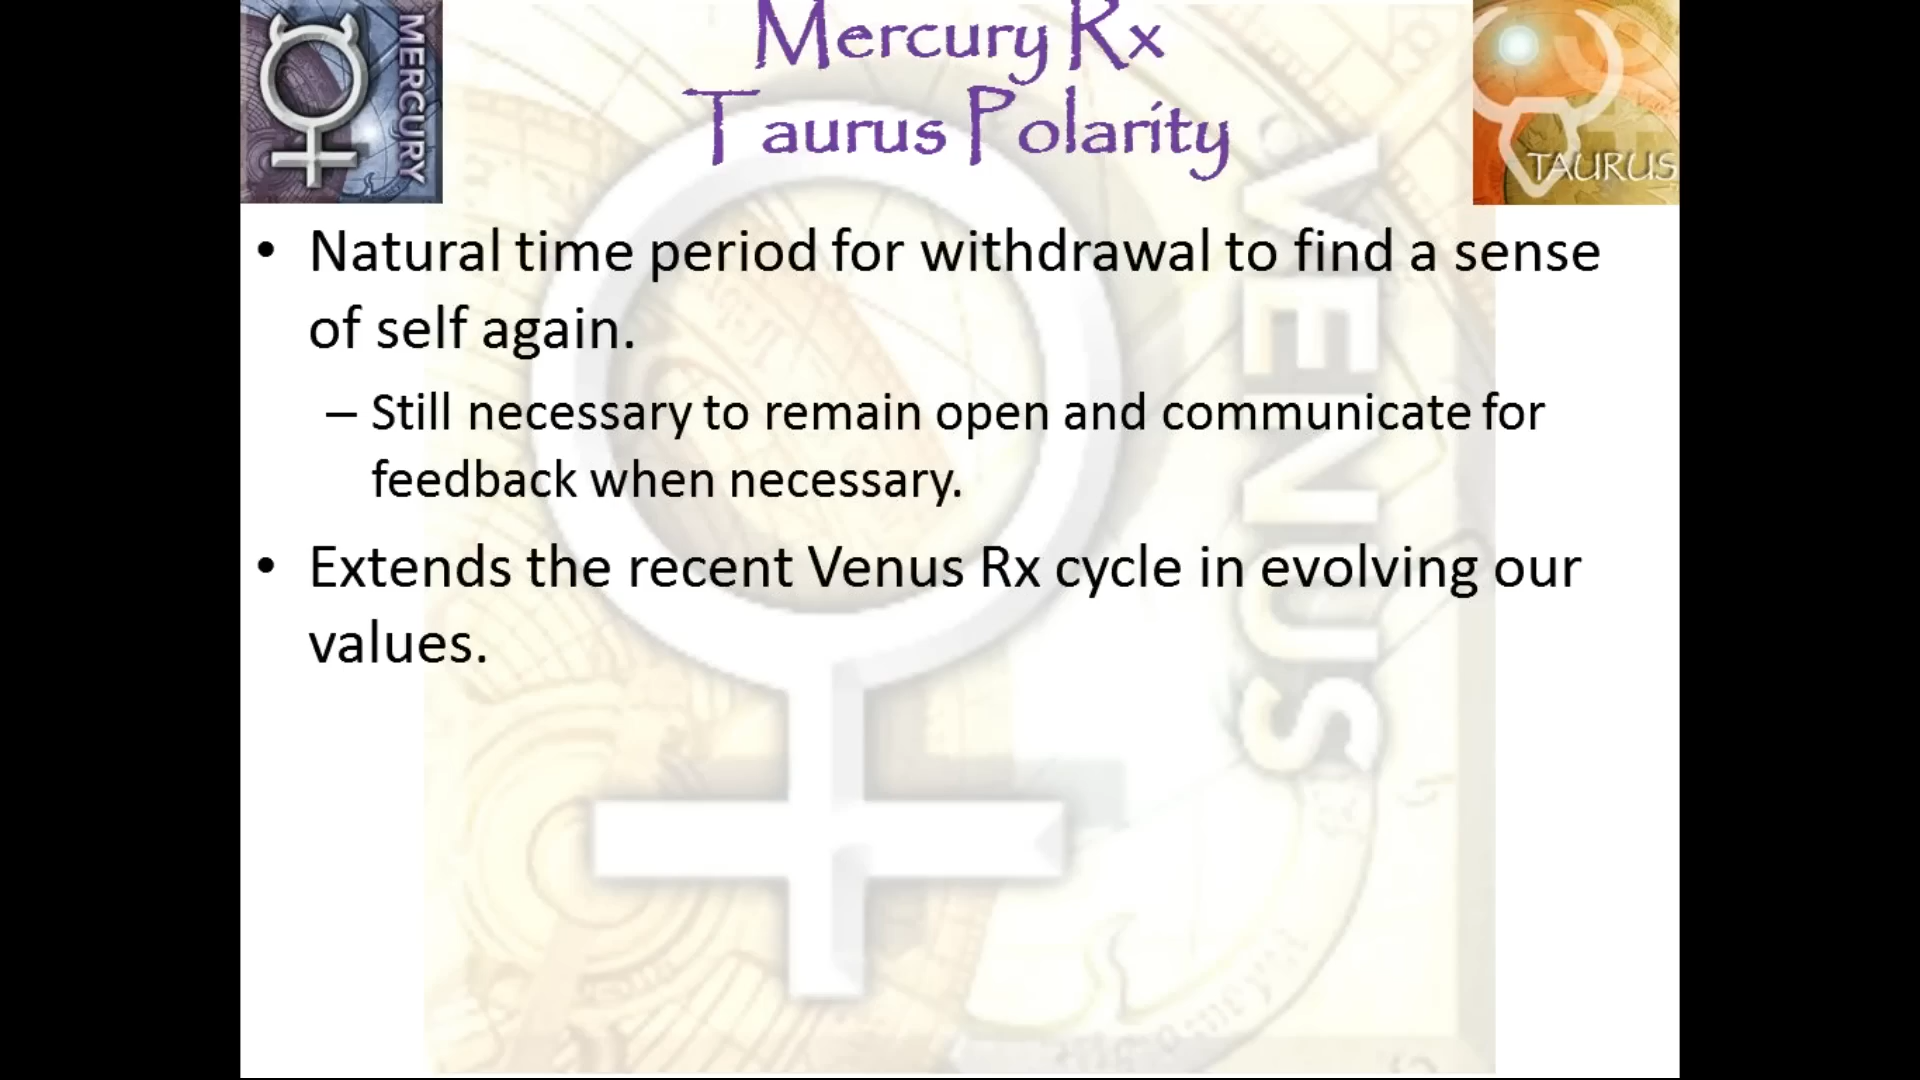 MERCURY
Mercury Rx
Taurus Polarity
TAURUS
• Natural time period for withdrawal to find a sense
of self again.
– Still necessary to remain open and communicate for
feedback when necessary.
• Extends the recent Venus Rx cycle in evolving our
values.
VENUS